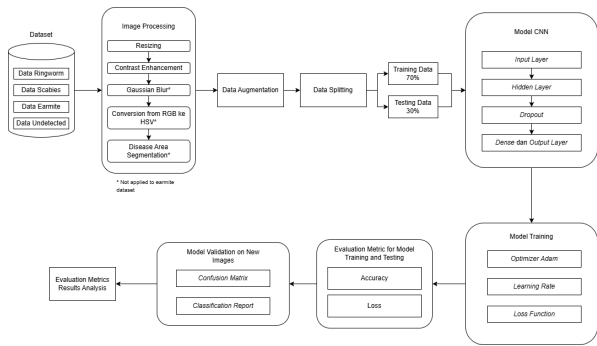 Dataset
Data Ringworm
Data Scabies
Data Earmite
Data Undetected
Image Processing
Resizing
Contrast Enhancement
Gaussian Blur*
Conversion from RGB ke
HSV*
Disease Area
Segmentation*
* Not applied to earmite
dataset
Data Augmentation
Data Splitting
Training Data
70%
Testing Data
30%
Model CNN
Input Layer
Hidden Layer
Dropout
Dense dan Output Layer
Model Training
Optimizer Adam
Learning Rate
Loss Function
Evaluation Metric for Model
Training and Testing
Accuracy
Loss
Model Validation on New
Images
Confusion Matrix
Classification Report
Evaluation Metrics
Results Analysis